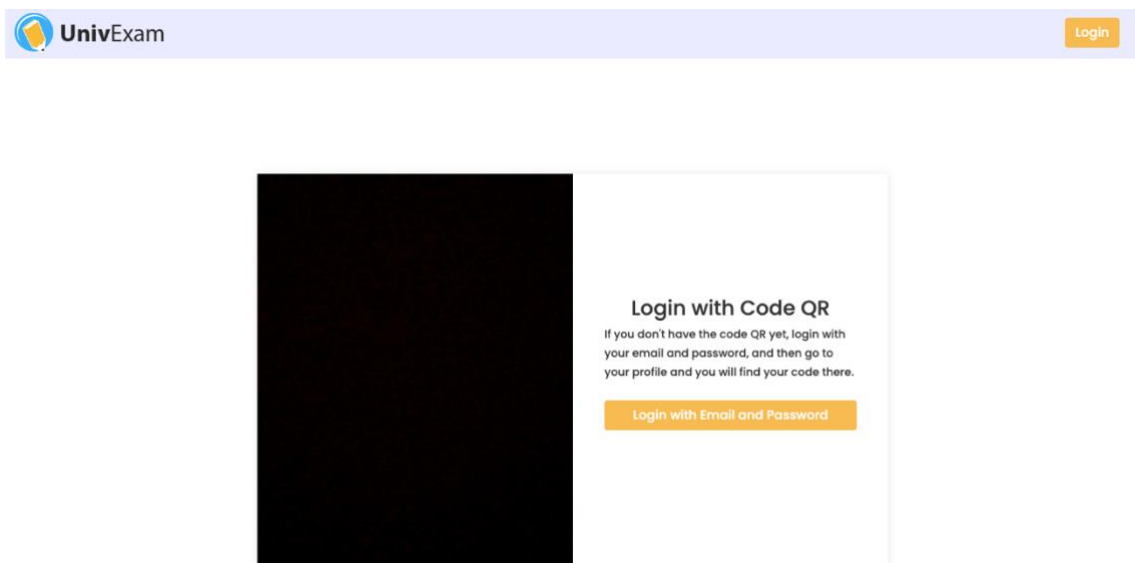 UnivExam
Login
Login with Code QR
If you don't have the code QR yet, login with
your email and password, and then go to
your profile and you will find your code there.
Login with Email and Password